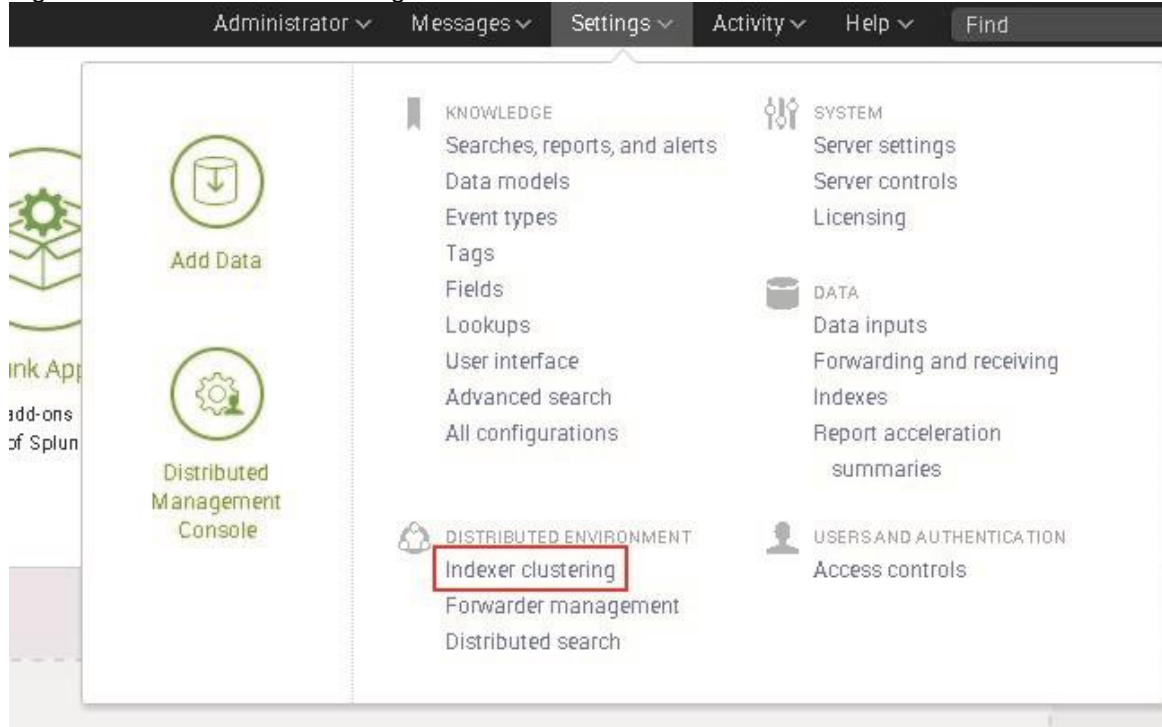 Administrator Messages Settings Activity Help Find
KNOWLEDGE
Searches, reports, and alerts
Data models
Event types
Tags
Fields
Lookups
User interface
Advanced search
All configurations
SYSTEM
Server settings
Server controls
Licensing
DATA
Data inputs
Forwarding and receiving
Indexes
Report acceleration
summaries
Add Data
Distributed
Management
Console
DISTRIBUTED ENVIRONMENT
Indexer clustering
Forwarder management
Distributed search
USERS AND AUTHENTICATION
Access controls
add-ons
of